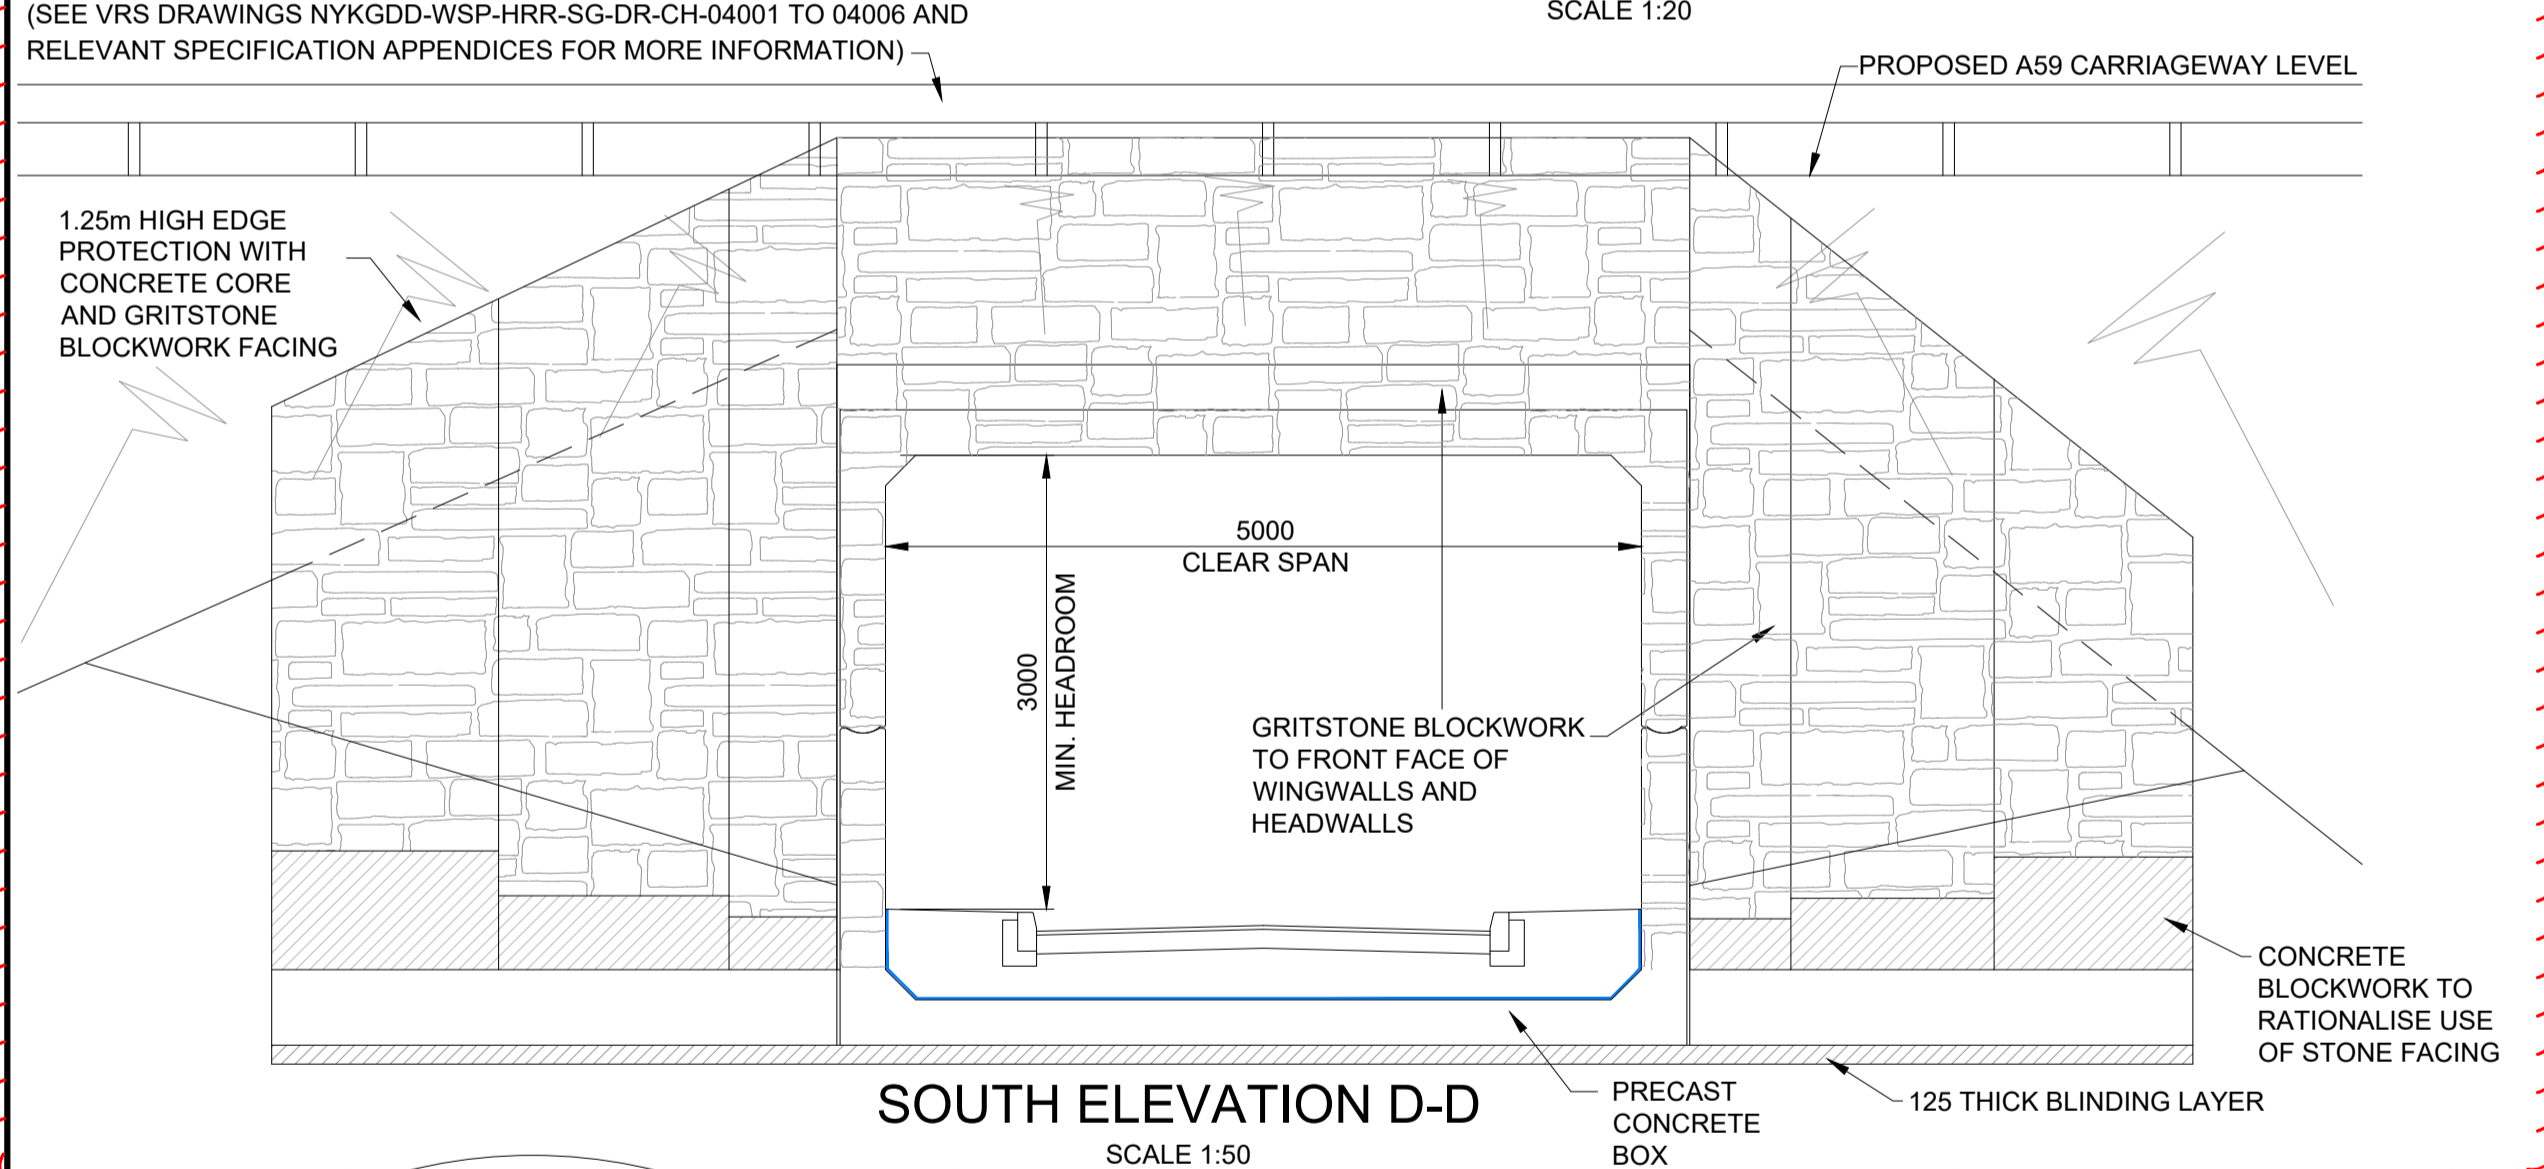 (SEE VRS DRAWINGS NYKGDD-WSP-HRR-SG-DR-CH-04001 TO 04006 AND
RELEVANT SPECIFICATION APPENDICES FOR MORE INFORMATION)
SCALE 1:20
PROPOSED A59 CARRIAGEWAY LEVEL
1.25m HIGH EDGE
PROTECTION WITH
CONCRETE CORE
AND GRITSTONE
BLOCKWORK FACING
5000
CLEAR SPAN
3000
MIN. HEADROOM
GRITSTONE BLOCKWORK
TO FRONT FACE OF
WINGWALLS AND
HEADWALLS
CONCRETE
BLOCKWORK TO
RATIONALISE USE
OF STONE FACING
PRECAST
CONCRETE
BOX
125 THICK BLINDING LAYER
SOUTH ELEVATION D-D
SCALE 1:50